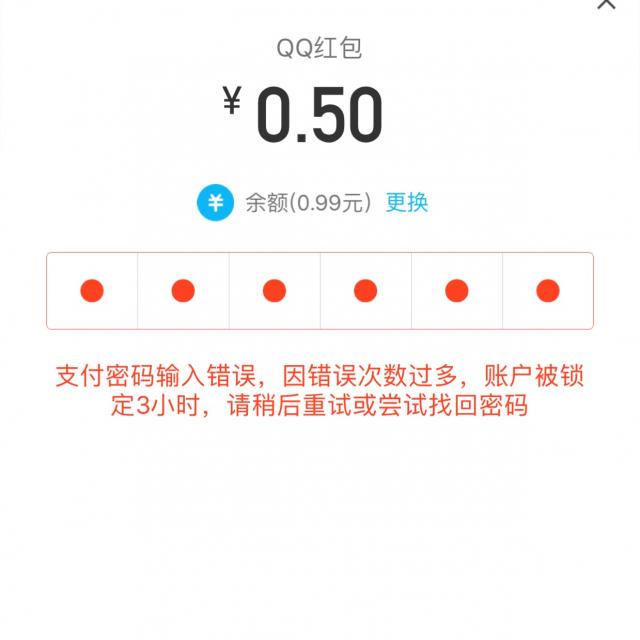 QQ红包
¥ 0.50
¥ 余额(0.99元) 更换
支付密码输入错误，因错误次数过多，账户被锁
定3小时，请稍后重试或尝试找回密码